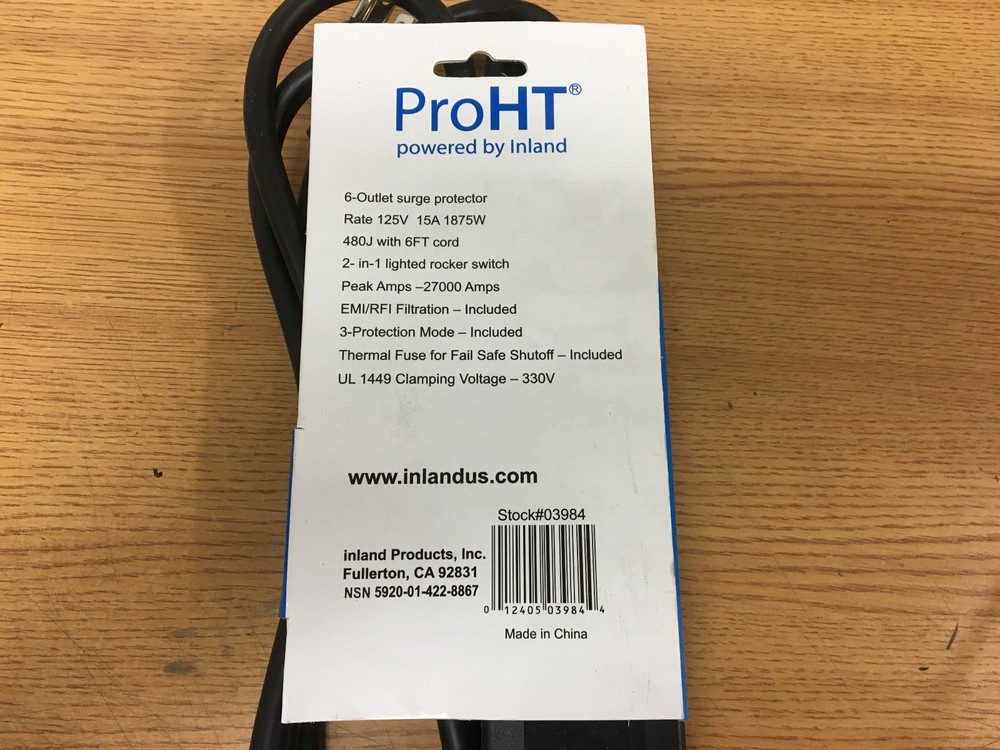 ProHT®
powered by Inland
6-Outlet surge protector
Rate 125V 15A 1875W
480J with 6FT cord
2- in-1 lighted rocker switch
Peak Amps –27000 Amps
EMI/RFI Filtration – Included
3-Protection Mode – Included
Thermal Fuse for Fail Safe Shutoff – Included
UL 1449 Clamping Voltage – 330V
www.inlandus.com
Stock#03984
inland Products, Inc.
Fullerton, CA 92831
NSN 5920-01-422-8867
0 12405 03984 4
Made in China